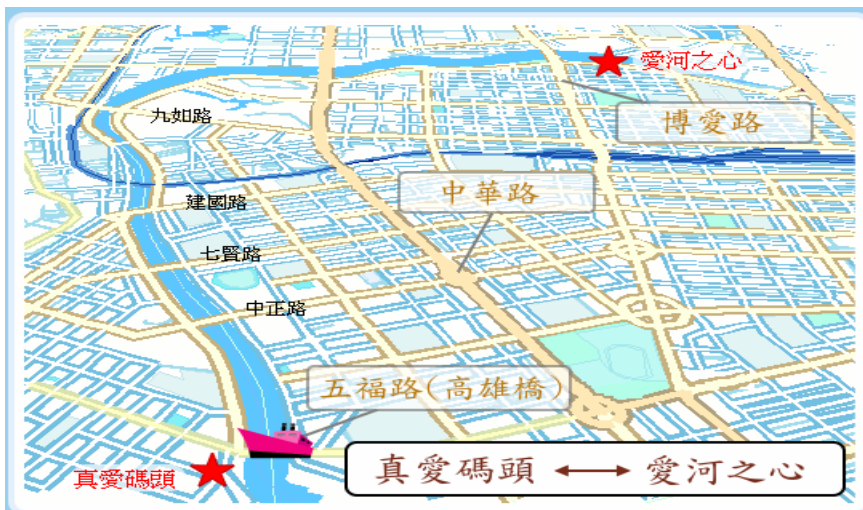 愛河之心
九如路
博愛路
中華路
建國路
七賢路
中正路
五福路(高雄橋)
真愛碼頭
真愛碼頭 ⟷ 愛河之心